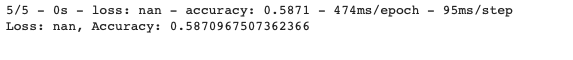 5/5 - 0s - loss: nan - accuracy: 0.5871 - 474ms/epoch - 95ms/step
Loss: nan, Accuracy: 0.5870967507362366